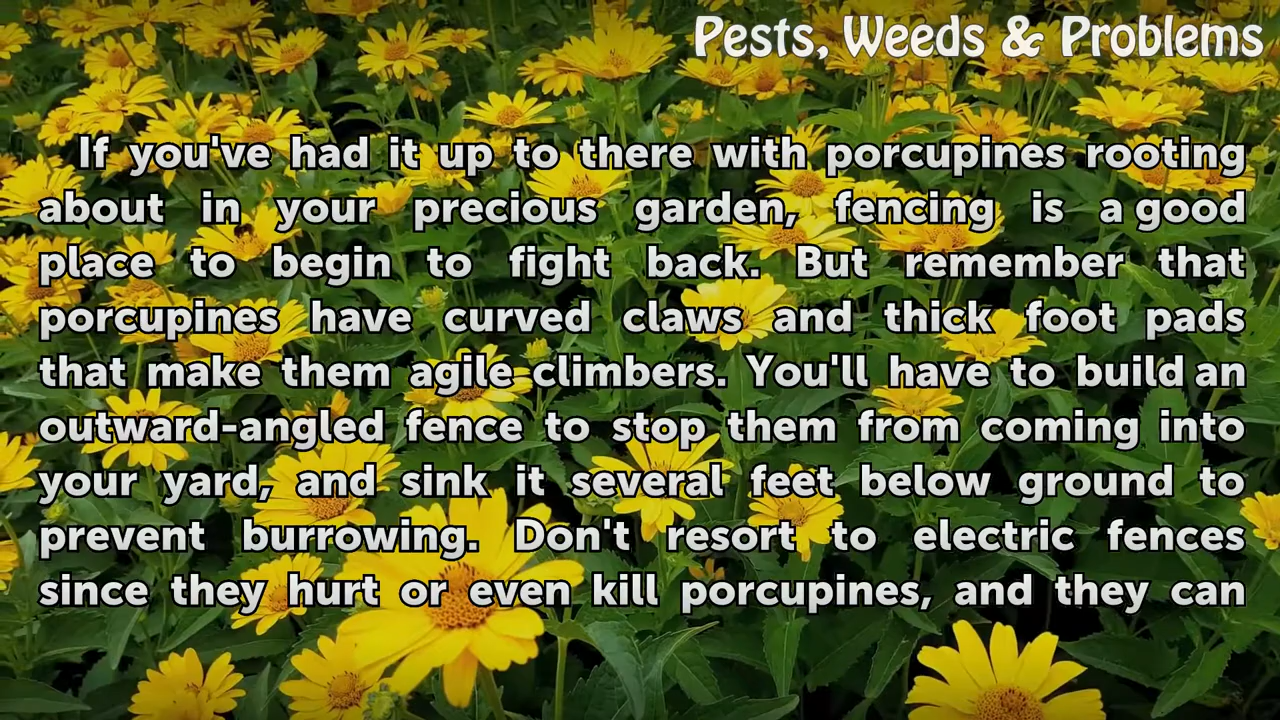 Pests, Weeds & Problems
If you've had it up to there with porcupines rooting
about in your precious garden, fencing is a good
place to begin to fight back. But remember that
porcupines have curved claws and thick foot pads
that make them agile climbers. You'll have to build an
outward-angled fence to stop them from coming into
your yard, and sink it several feet below ground to
prevent burrowing. Don't resort to electric fences
since they hurt or even kill porcupines, and they can